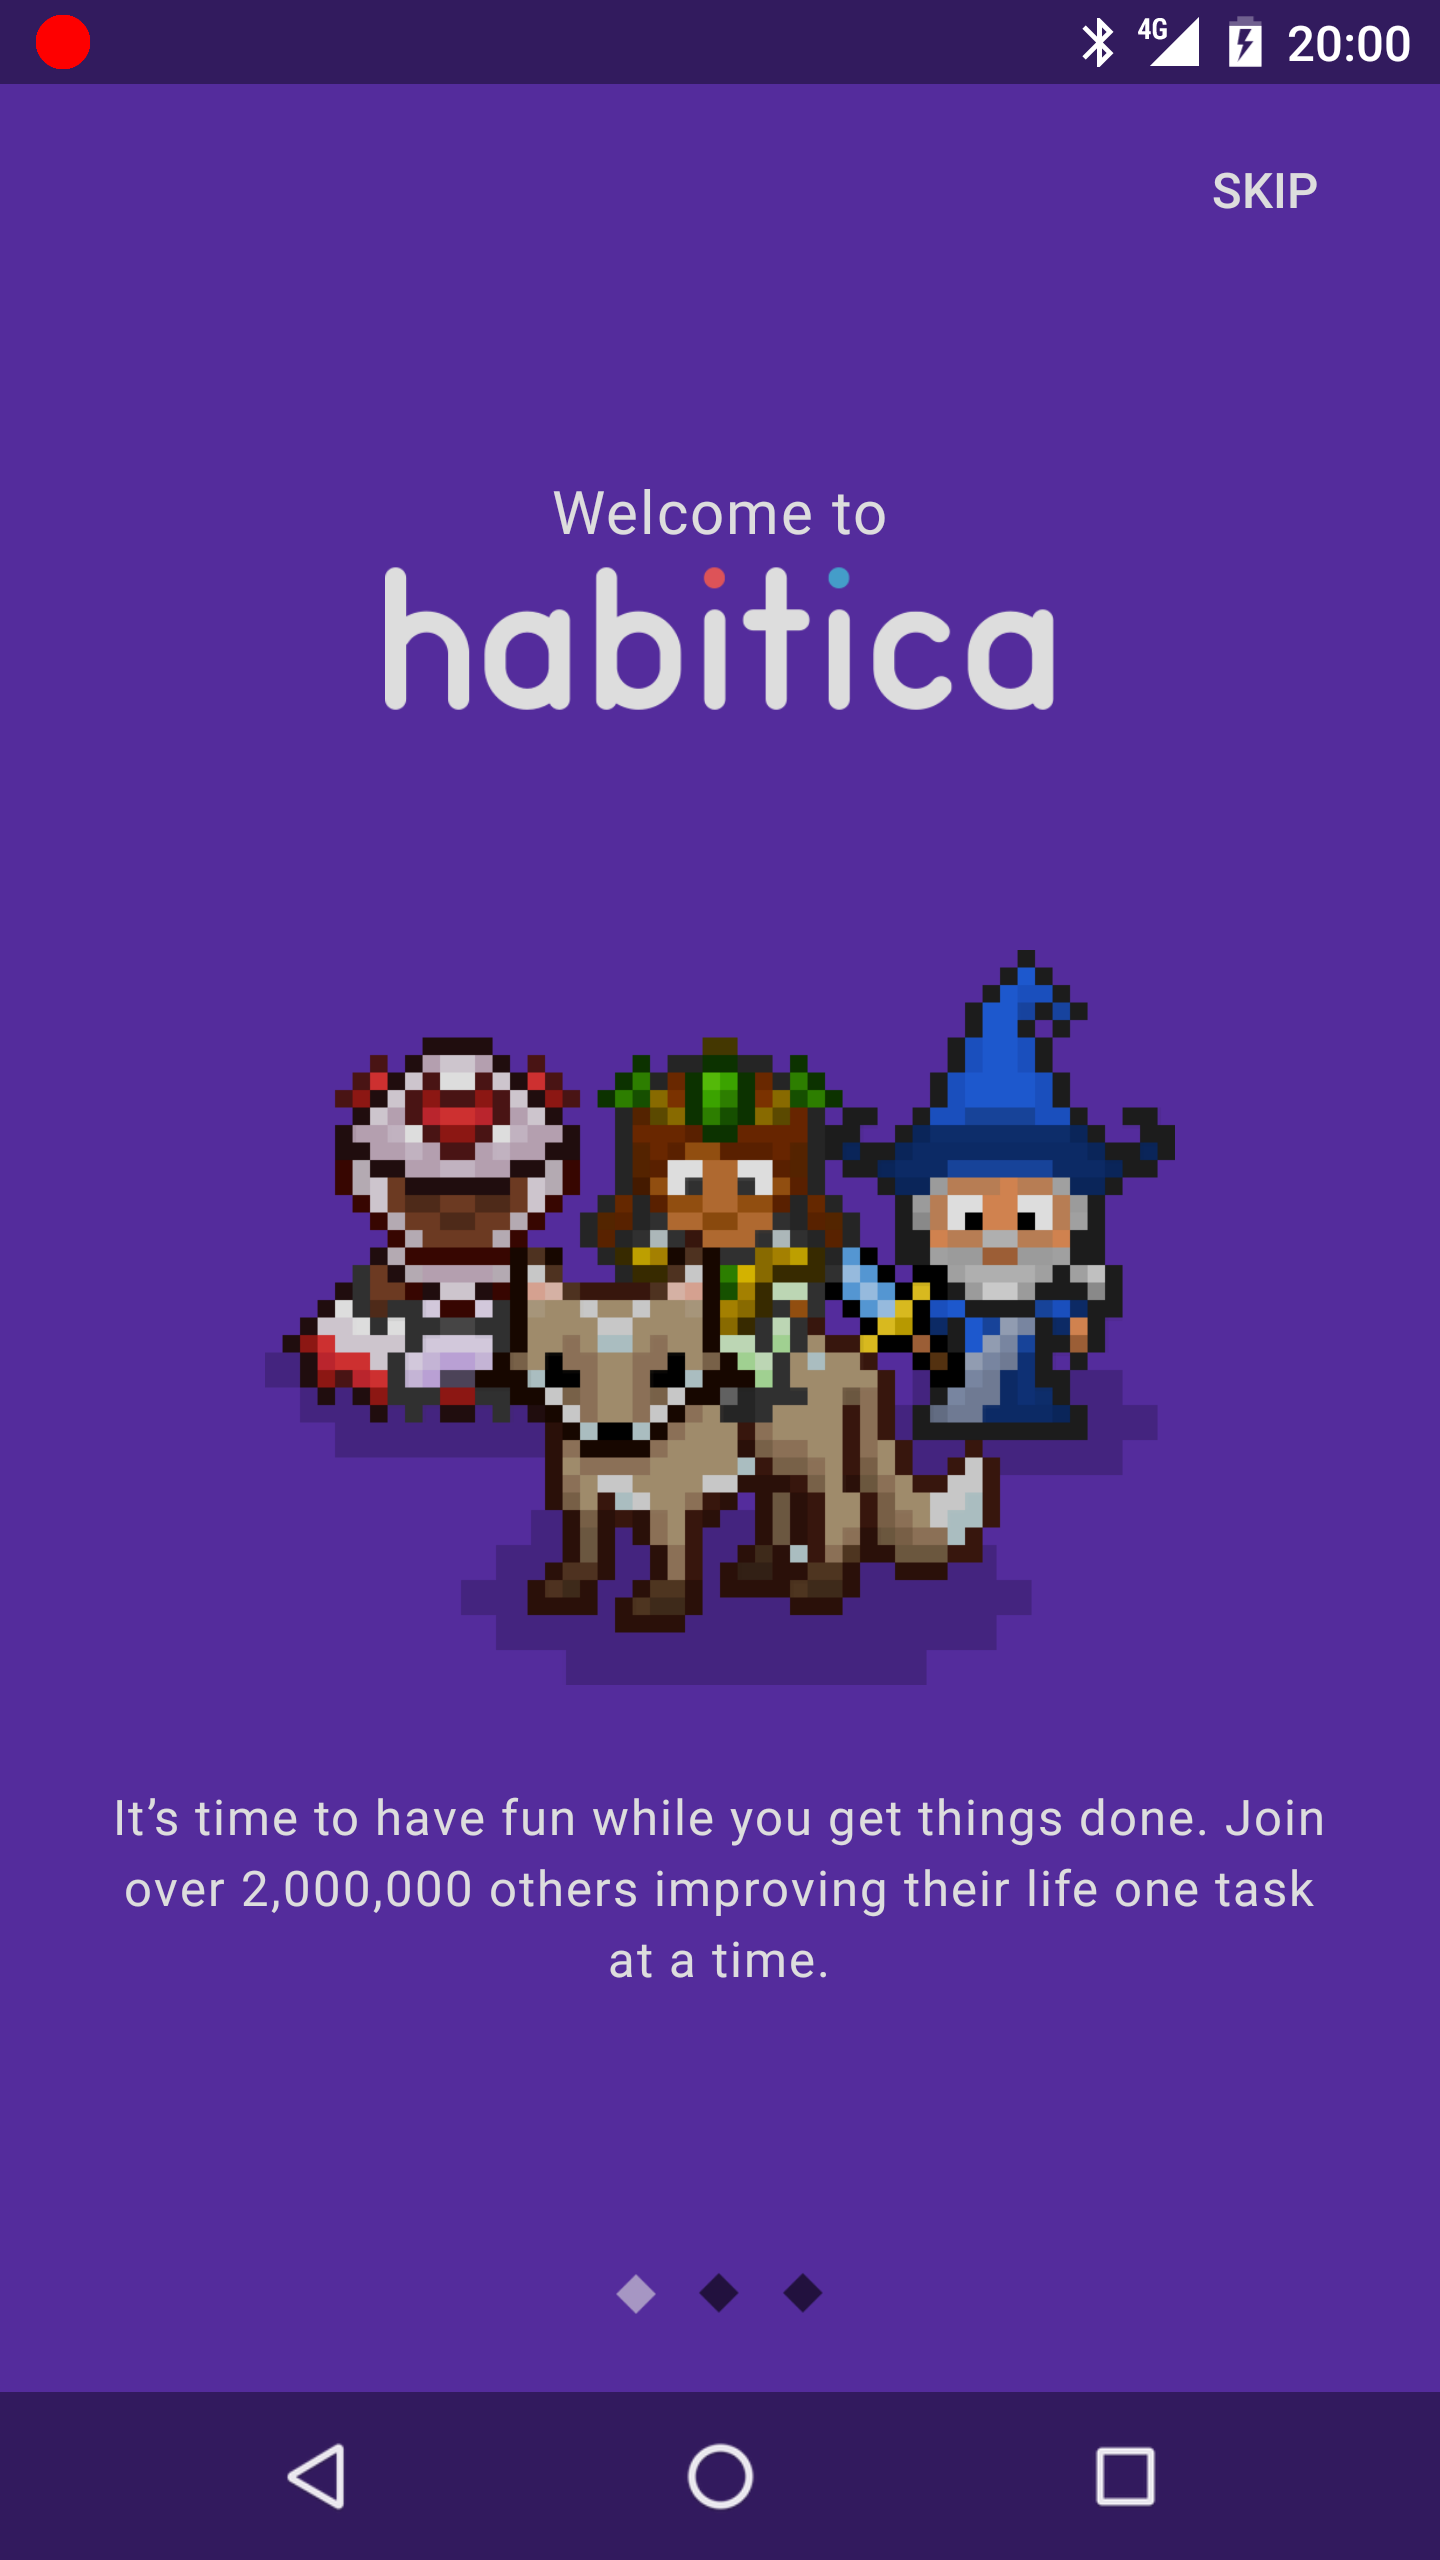 4G 20:00
SKIP
Welcome to
habitica
It’s time to have fun while you get things done. Join
over 2,000,000 others improving their life one task
at a time.